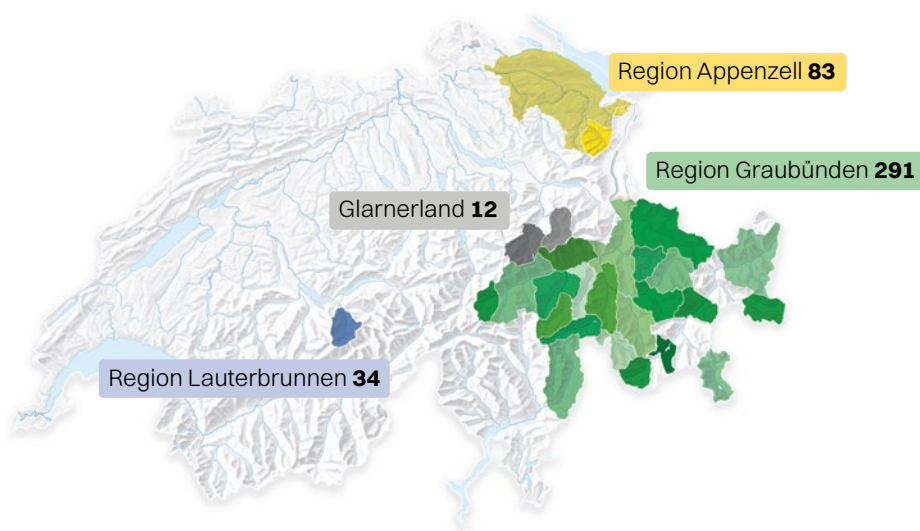 Region Appenzell 83
Region Graubünden 291
Glarnerland 12
Region Lauterbrunnen 34